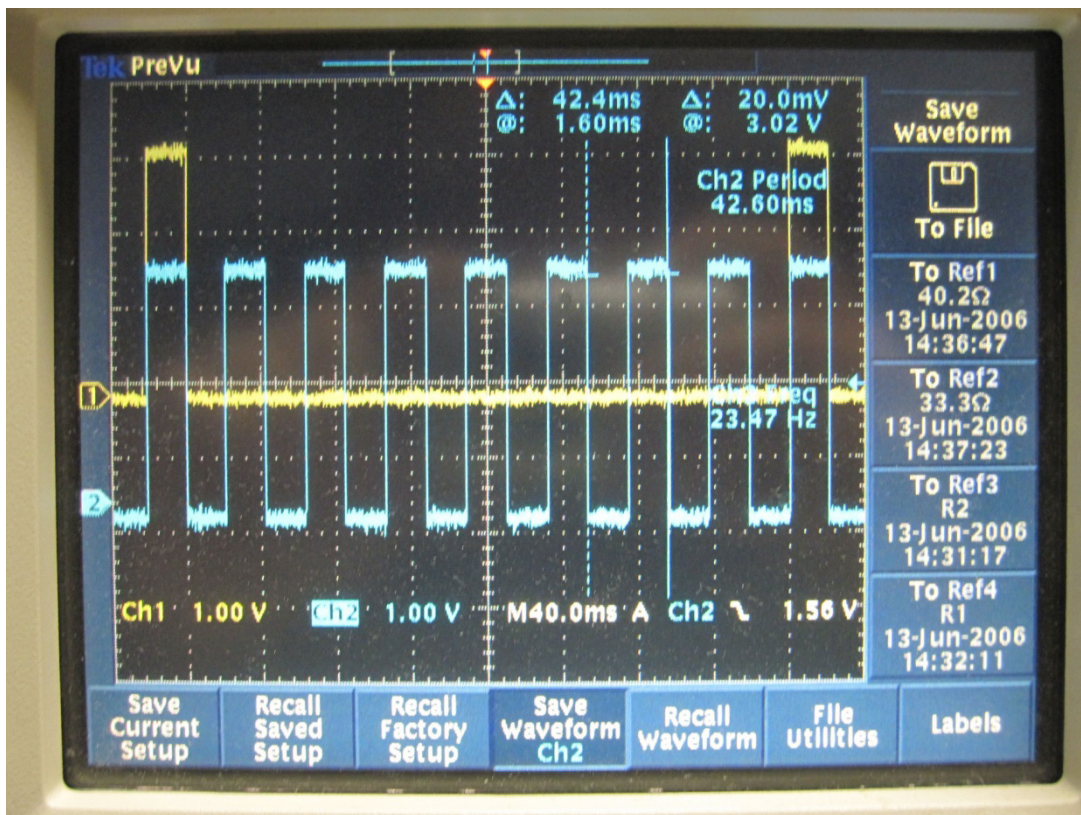 Tek PreVu
Δ: 42.4ms Δ: 20.0mV
@: 1.60ms @: 3.02 V
Ch2 Period
42.60ms
1
Ch2 Freq
23.47 Hz
2
Ch1 1.00 V Ch2 1.00 V M40.0ms A Ch2 1.56 V
Save
Waveform
To File
To Ref1
40.2Ω
13-Jun-2006
14:36:47
To Ref2
33.3Ω
13-Jun-2006
14:37:23
To Ref3
R2
13-Jun-2006
14:31:17
To Ref4
R1
13-Jun-2006
14:32:11
Save
Current
Setup
Recall
Saved
Setup
Recall
Factory
Setup
Save
Waveform
Ch2
Recall
Waveform
File
Utilities
Labels